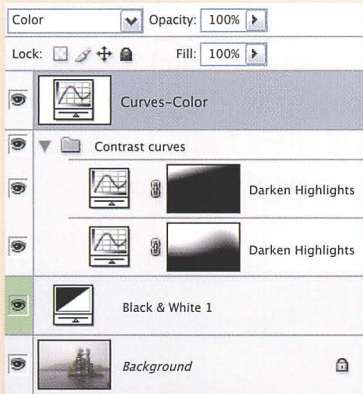 Color Opacity: 100%
Lock: Fill: 100%
Curves-Color
Contrast curves
Darken Highlights
Darken Highlights
Black & White 1
Background